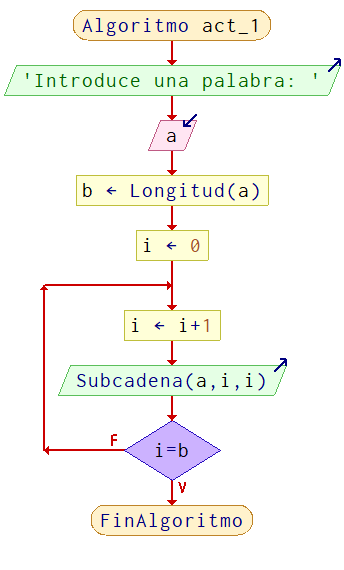 Algoritmo act_1
'Introduce una palabra: '
a
b ← Longitud(a)
i ← 0
i ← i+1
Subcadena(a,i,i)
F
i=b
V
FinAlgoritmo